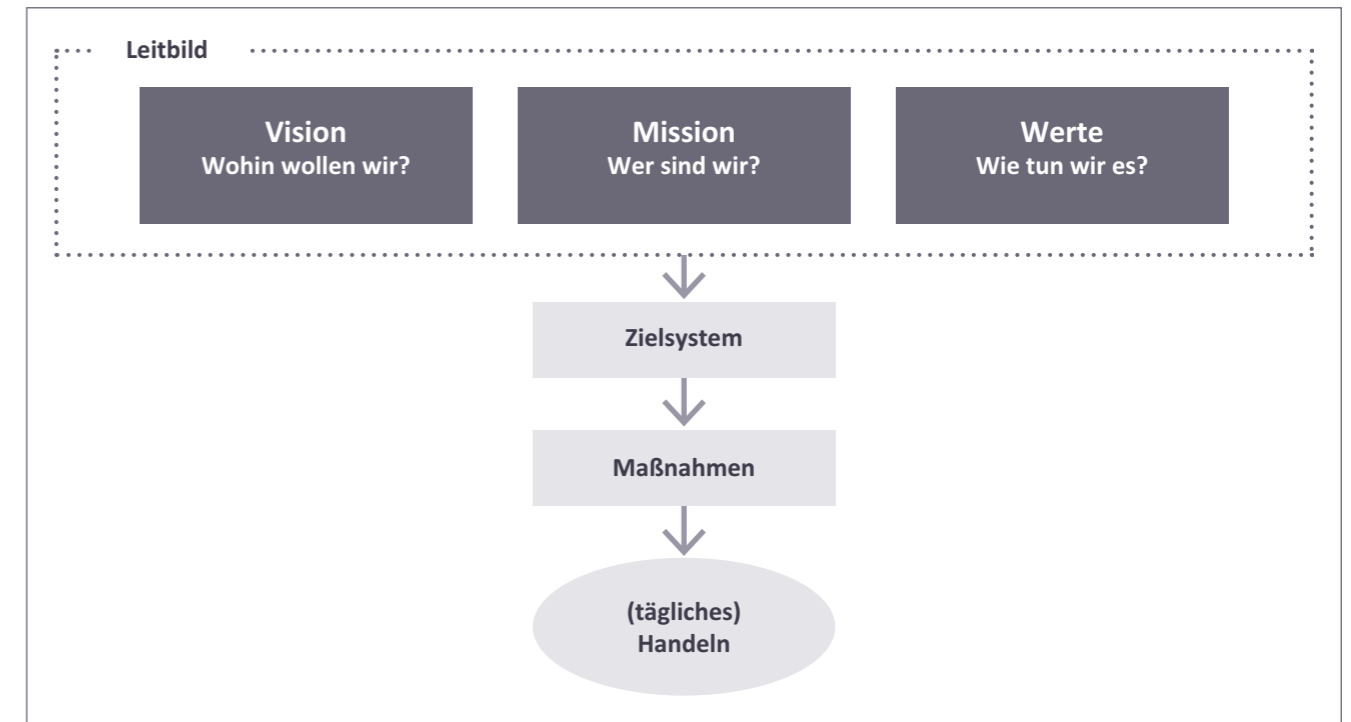 Leitbild
Vision
Wohin wollen wir?
Mission
Wer sind wir?
Werte
Wie tun wir es?
Zielsystem
Maßnahmen
(tägliches)
Handeln